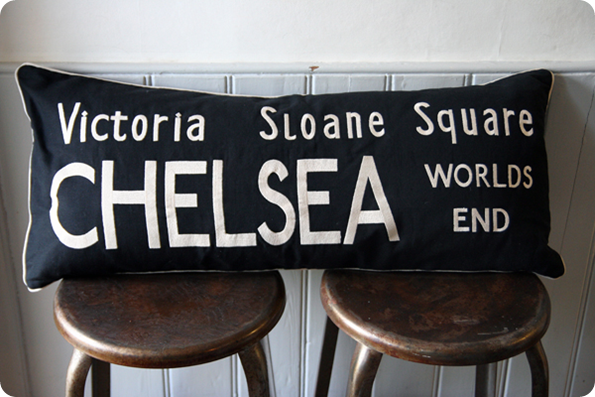 Victoria Sloane Square
CHELSEA WORLDS
END